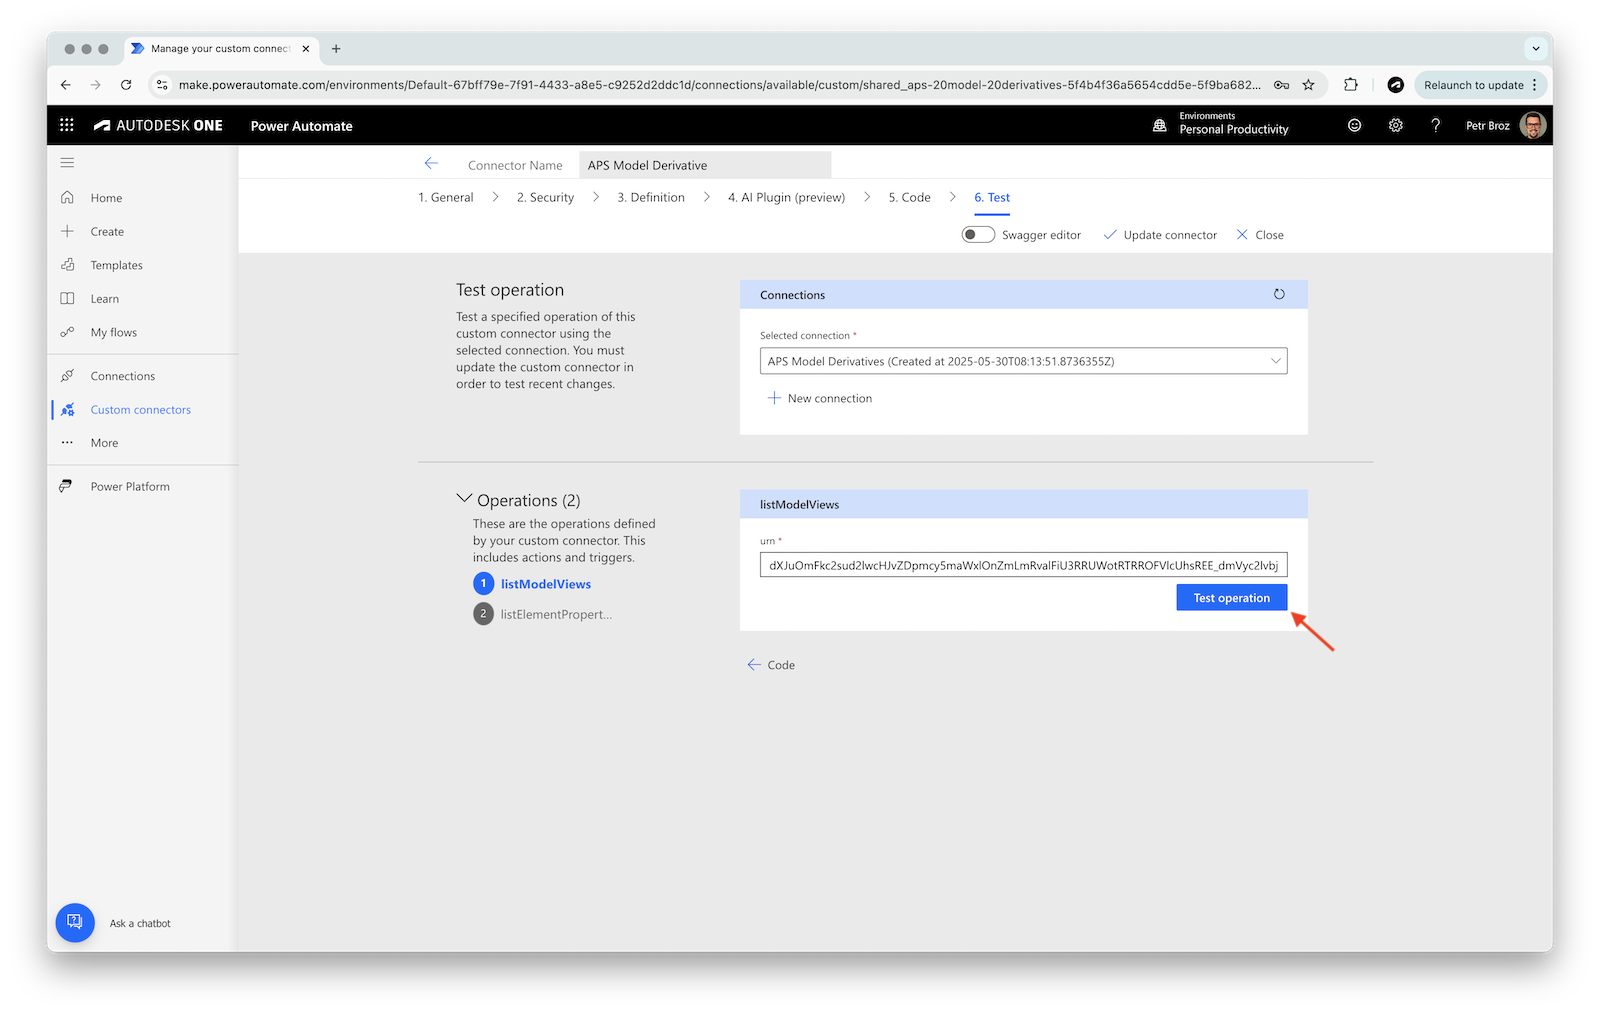 Manage your custom connect
make.powerautomate.com/environments/Default-67bff79e-7f91-4433-a8e5-c9252d2ddc1d/connections/available/custom/shared_aps-20model-20derivatives-5f4b4f36a5654cdd5e-5f9ba682...
Relaunch to update
AUTODESK ONE
Power Automate
Environments
Personal Productivity
Petr Broz
Home
Create
Templates
Learn
My flows
Connections
Custom connectors
More
Power Platform
Ask a chatbot
Connector Name
APS Model Derivative
1. General
2. Security
3. Definition
4. AI Plugin (preview)
5. Code
6. Test
Swagger editor
Update connector
Close
Test operation
Test a specified operation of this
custom connector using the
selected connection. You must
update the custom connector in
order to test recent changes.
Connections
Selected connection *
APS Model Derivatives (Created at 2025-05-30T08:13:51.8736355Z)
New connection
Operations (2)
These are the operations defined
by your custom connector. This
includes actions and triggers.
1 listModelViews
2 listElementPropert...
listModelViews
urn *
Test operation
Code